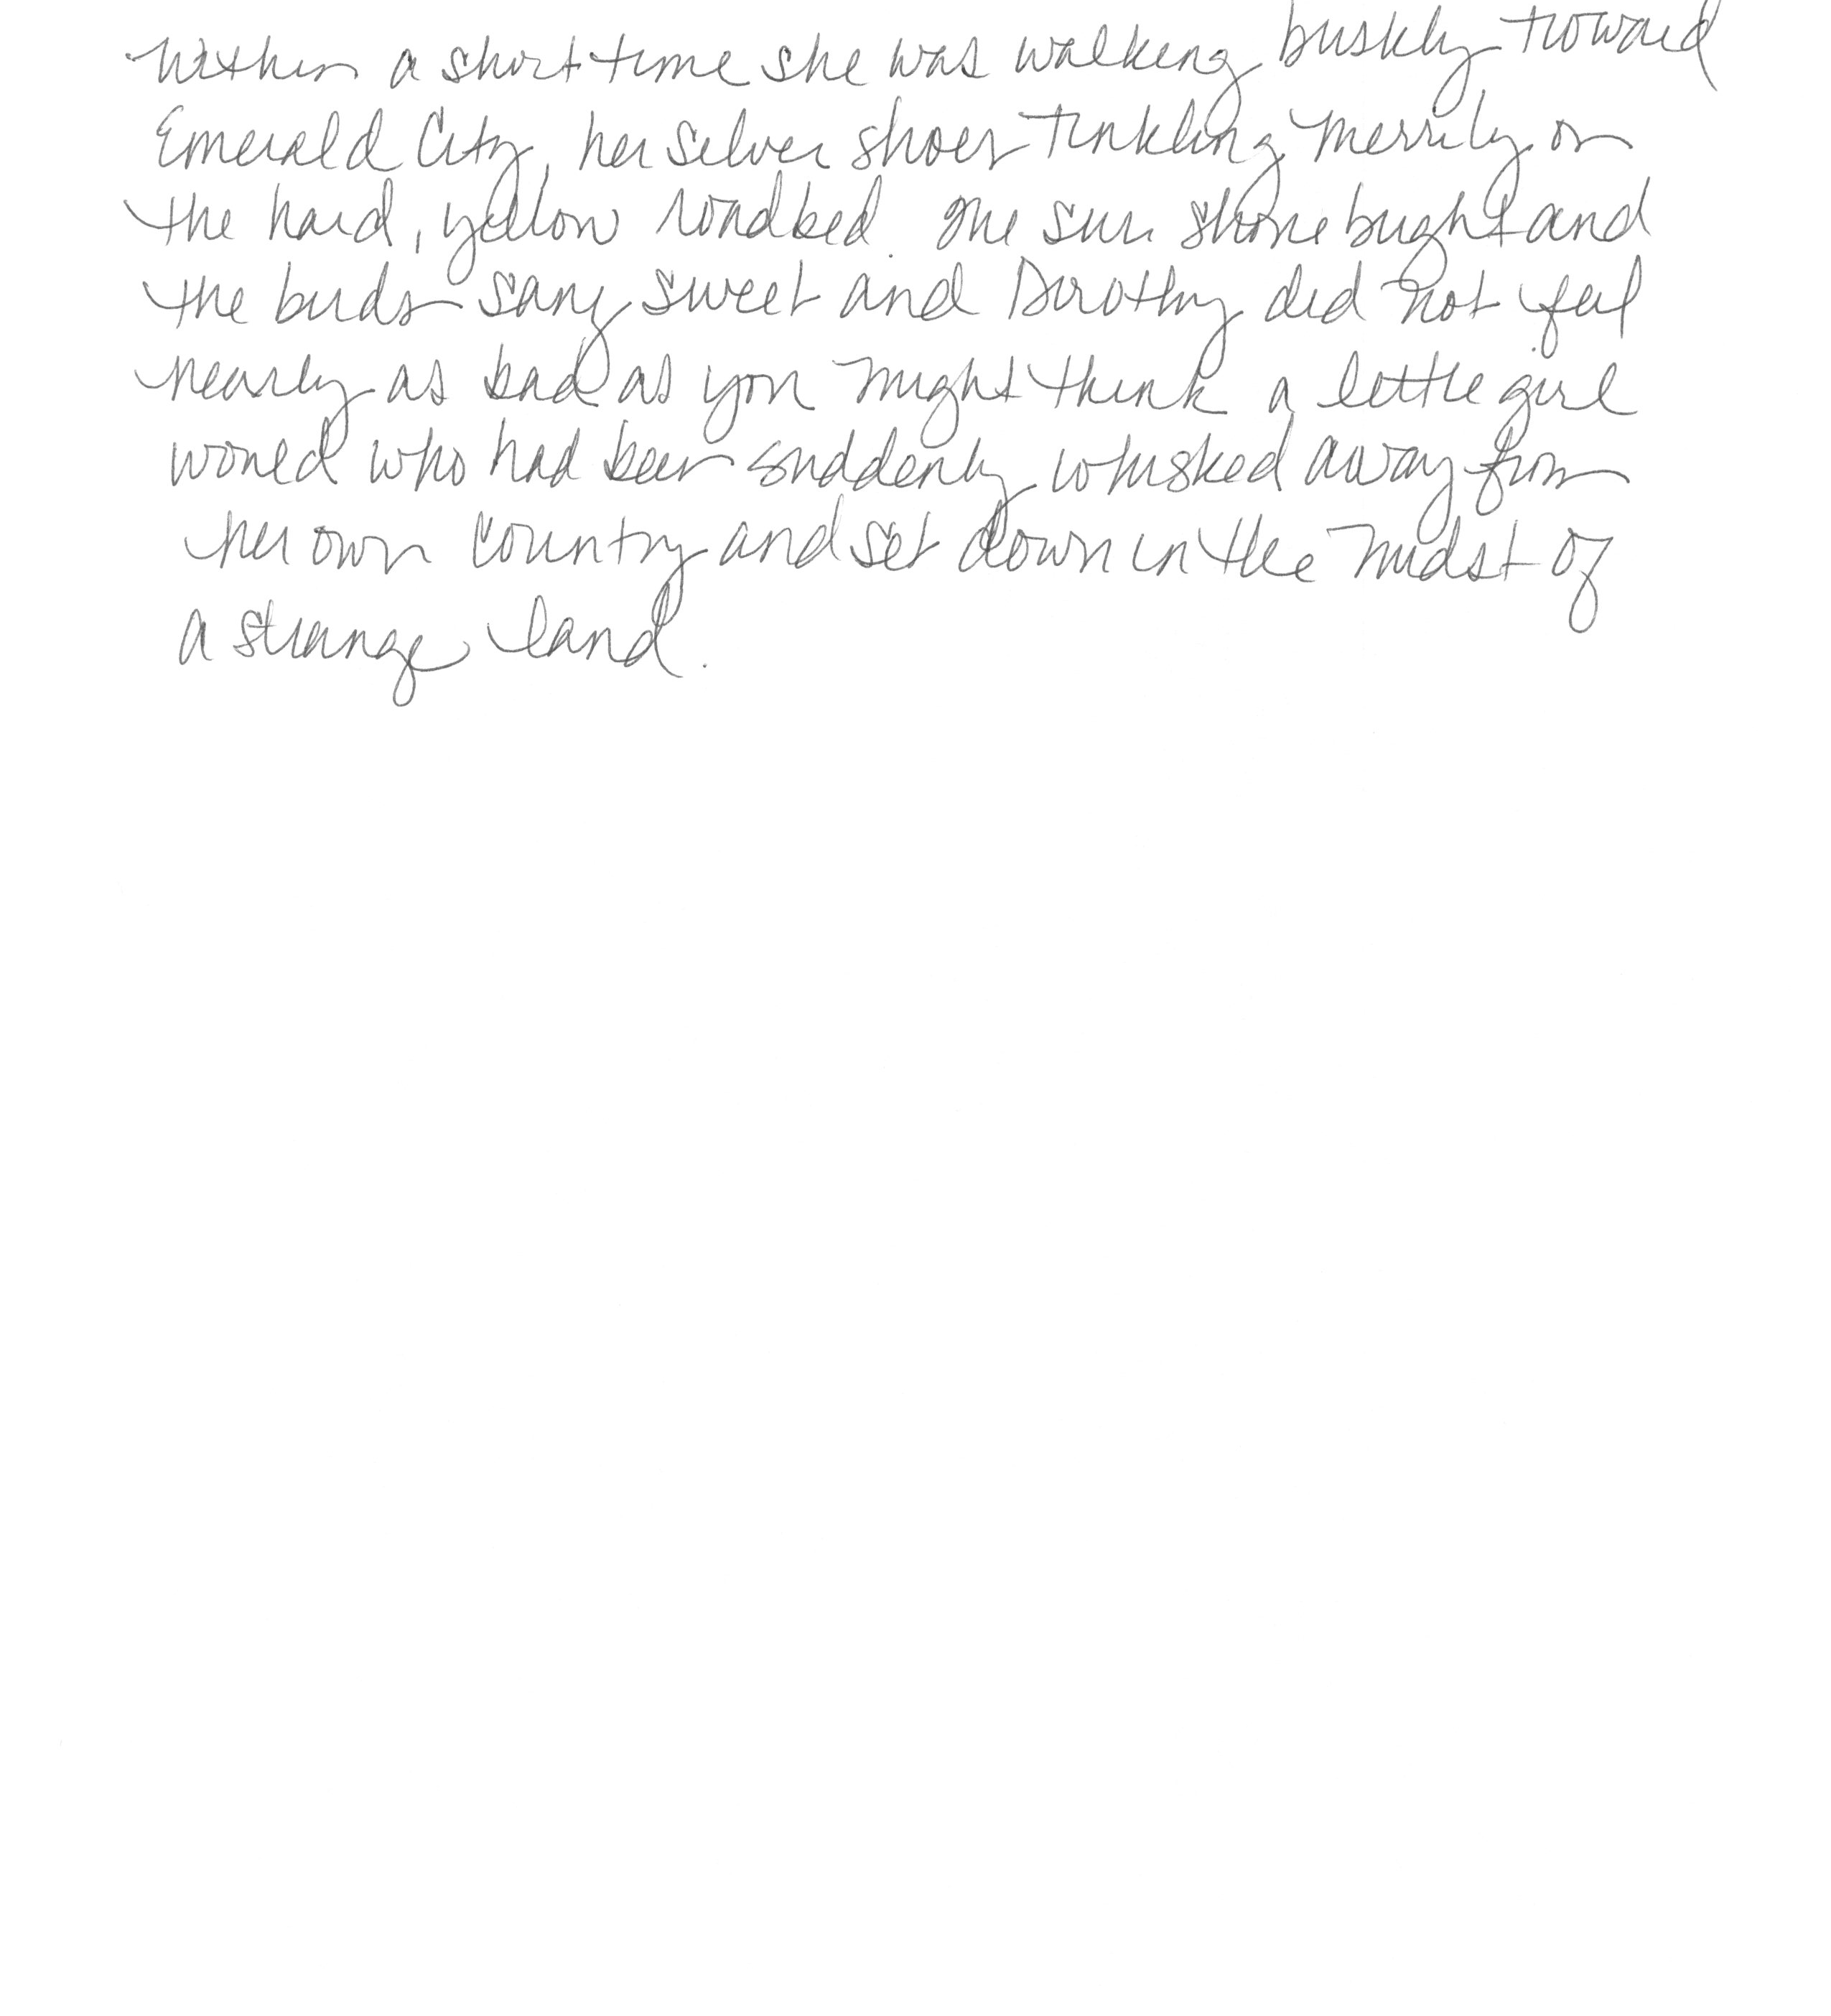 Within a short time she was walking briskly toward
Emerald City, her Silver shoes tinkling merrily on
the hard, yellow roadbed. The sun shone bright and
the birds sang sweet and Dorothy did not feel
nearly as bad as you might think a little girl
would who had been suddenly whisked away from
her own country and set down in the midst of
a strange land.